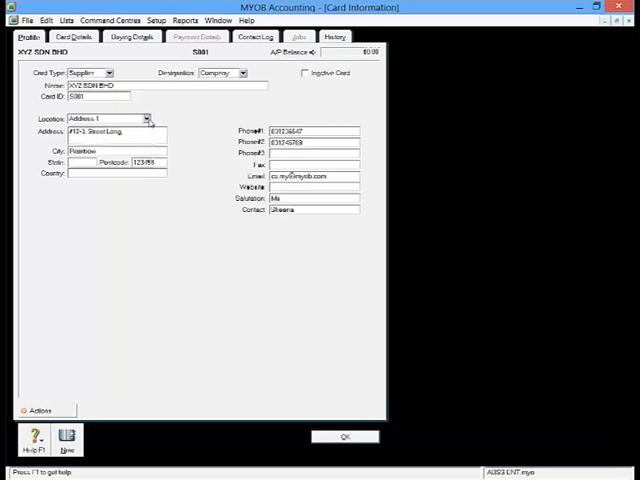 MYOB Accounting - [Card Information]
File Edit Lists Command Centres Setup Reports Window Help
Profile Card Details Buying Details Payment Details Contact Log Jobs History
XYZ SDN BHD S001 A/P Balance $0.00
Card Type: Supplier Designation: Company Inactive Card
Name: XYZ SDN BHD
Card ID: S001
Location: Address 1
Address: #12-3, Street Long,
City: Rainbow
State: Postcode: 123456
Country:
Phone#1: 031236547
Phone#2: 031245789
Phone#3:
Fax:
Email: cs.my@myob.com
Website:
Salutation: Ms
Contact: Sheena
Actions
Help F1 New OK
Press F1 to get help.